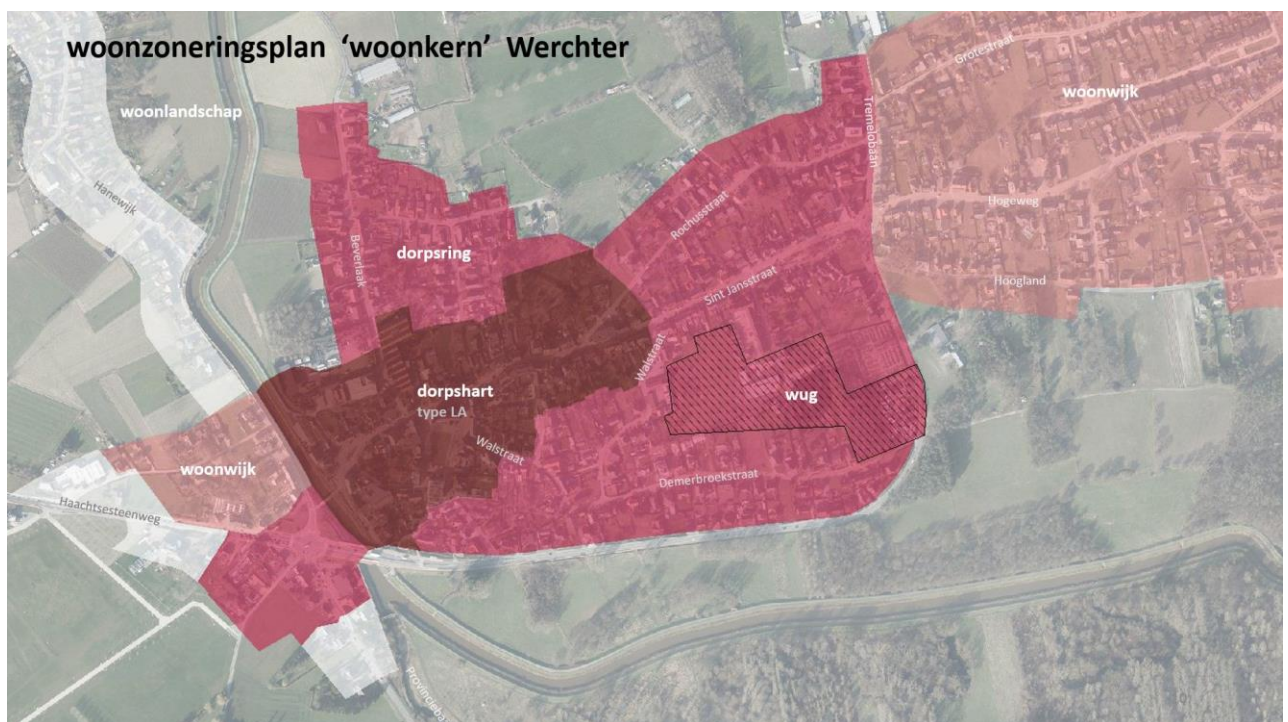 woonzoneringsplan ‘woonkern’ Werchter
Grotestraat
woonwijk
woonlandschap
Tremelobaan
Hanewijk
Rochusstraat
Hogeweg
Beverlaak
dorpsring
Sint Jansstraat
Hoogland
Walstraat
dorpshart
type LA
wug
Walstraat
woonwijk
Demerbroekstraat
Haachtsesteenweg